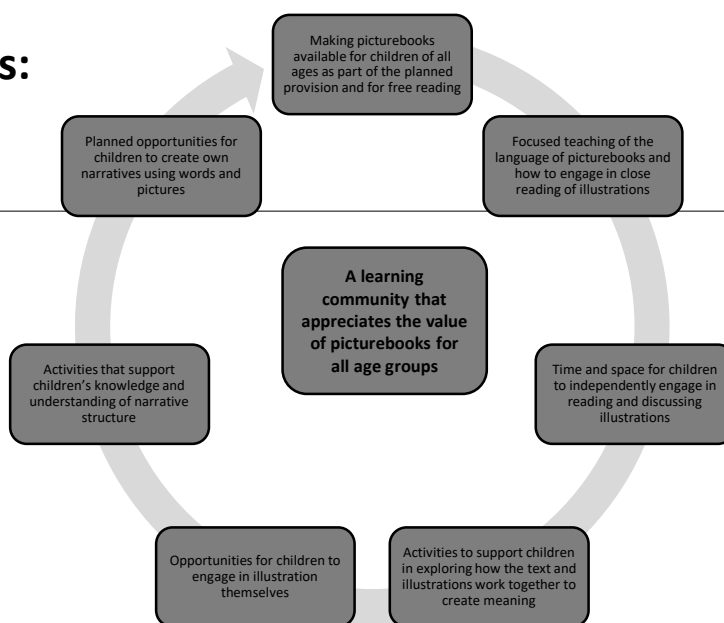 s:
Making picturebooks
available for children of all
ages as part of the planned
provision and for free reading
Focused teaching of the
language of picturebooks and
how to engage in close
reading of illustrations
Time and space for children
to independently engage in
reading and discussing
illustrations
Activities to support children
in exploring how the text and
illustrations work together to
create meaning
Opportunities for children to
engage in illustration
themselves
Activities that support
children's knowledge and
understanding of narrative
structure
Planned opportunities for
children to create own
narratives using words and
pictures
A learning
community that
appreciates the value
of picturebooks for
all age groups